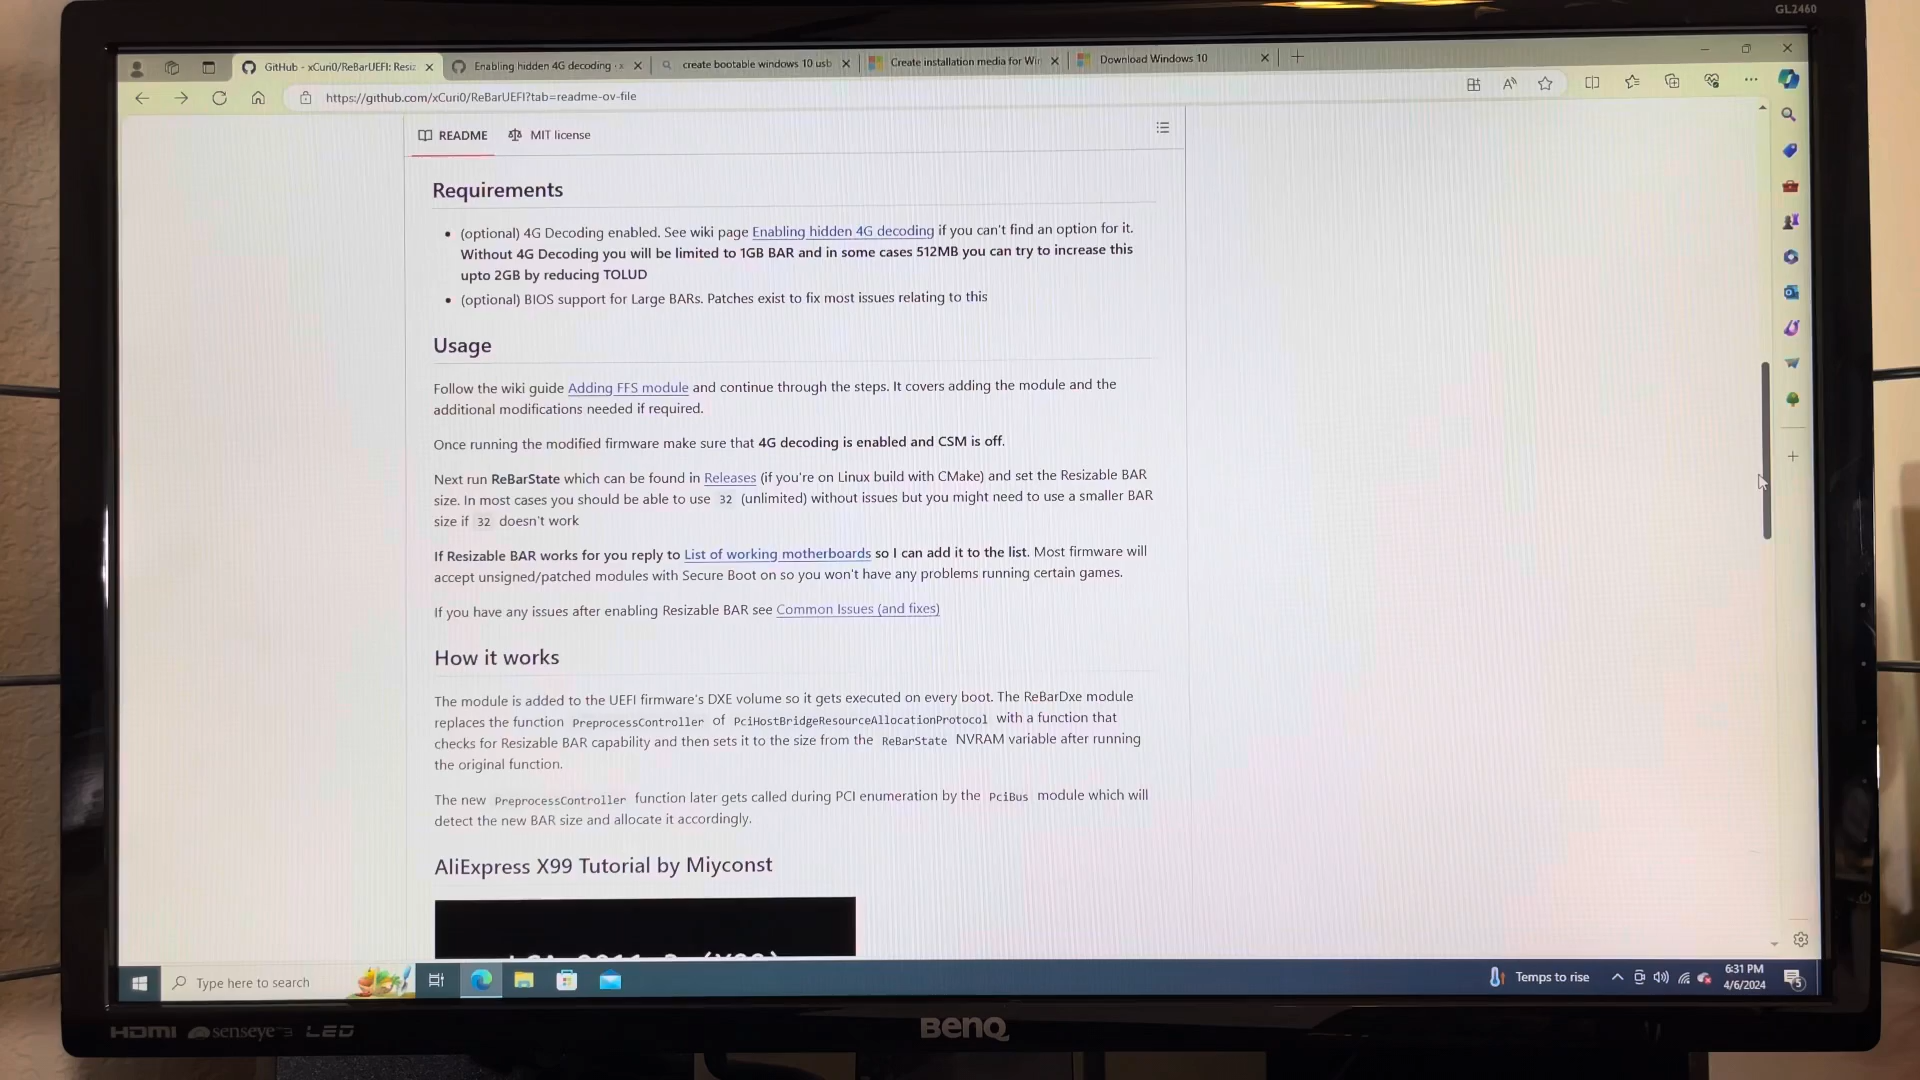 GL2460
GitHub - xCuri0/ReBarUEFI: Resiz
Enabling hidden 4G decoding · x
create bootable windows 10 usb
Create installation media for Win
Download Windows 10
https://github.com/xCuri0/ReBarUEFI?tab=readme-ov-file
README MIT license
Requirements
(optional) 4G Decoding enabled. See wiki page Enabling hidden 4G decoding if you can't find an option for it.
Without 4G Decoding you will be limited to 1GB BAR and in some cases 512MB you can try to increase this
upto 2GB by reducing TOLUD
(optional) BIOS support for Large BARs. Patches exist to fix most issues relating to this
Usage
Follow the wiki guide Adding FFS module and continue through the steps. It covers adding the module and the
additional modifications needed if required.
Once running the modified firmware make sure that 4G decoding is enabled and CSM is off.
Next run ReBarState which can be found in Releases (if you're on Linux build with CMake) and set the Resizable BAR
size. In most cases you should be able to use 32 (unlimited) without issues but you might need to use a smaller BAR
size if 32 doesn't work
If Resizable BAR works for you reply to List of working motherboards so I can add it to the list. Most firmware will
accept unsigned/patched modules with Secure Boot on so you won't have any problems running certain games.
If you have any issues after enabling Resizable BAR see Common Issues (and fixes)
How it works
The module is added to the UEFI firmware's DXE volume so it gets executed on every boot. The ReBarDxe module
replaces the function PreprocessController of PciHostBridgeResourceAllocationProtocol with a function that
checks for Resizable BAR capability and then sets it to the size from the ReBarState NVRAM variable after running
the original function.
The new PreprocessController function later gets called during PCI enumeration by the PciBus module which will
detect the new BAR size and allocate it accordingly.
AliExpress X99 Tutorial by Miyconst
Type here to search
Temps to rise
6:31 PM
4/6/2024
5
HDMI senseye 3 LED
BenQ